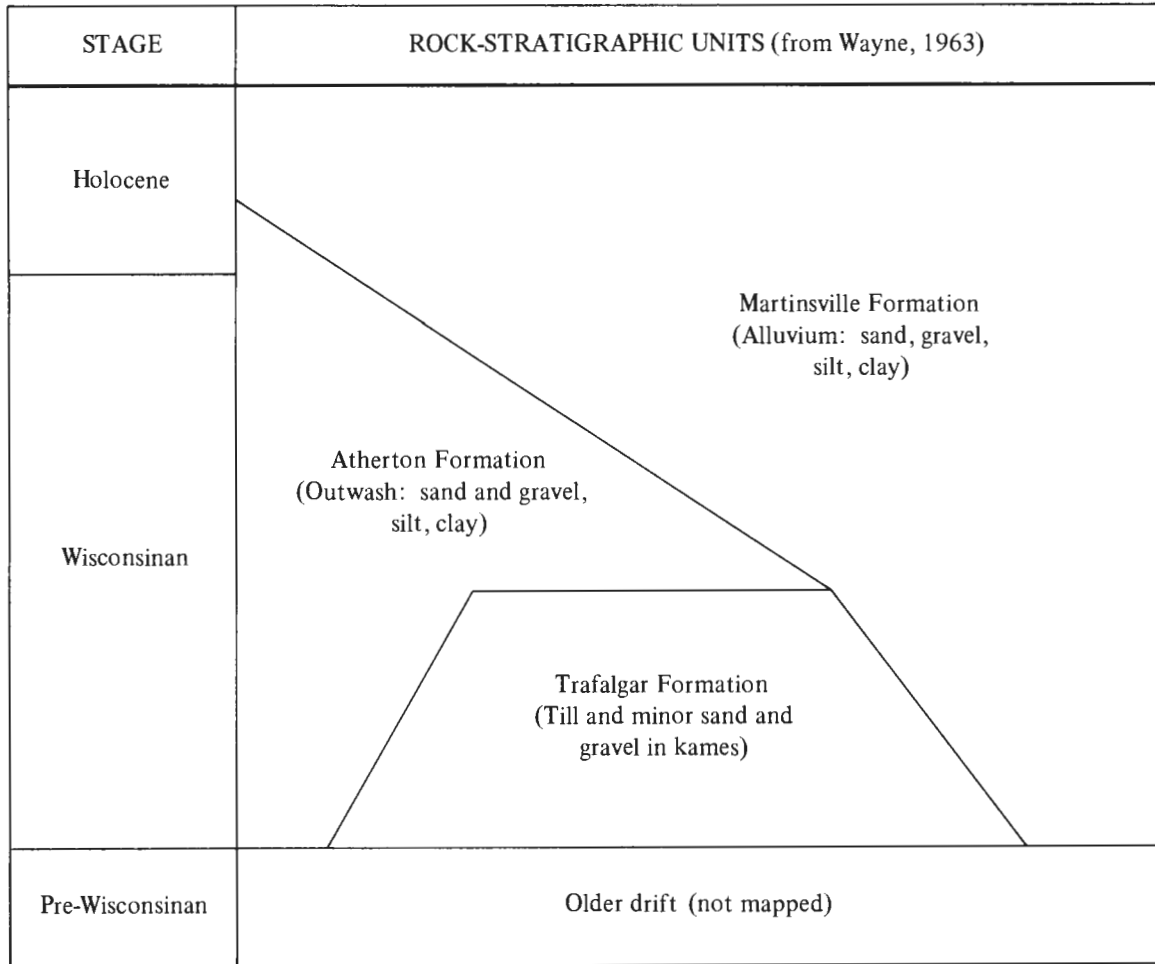 STAGE
ROCK-STRATIGRAPHIC UNITS (from Wayne, 1963)
Holocene
Martinsville Formation
(Alluvium: sand, gravel,
silt, clay)
Atherton Formation
(Outwash: sand and gravel,
silt, clay)
Wisconsinan
Trafalgar Formation
(Till and minor sand and
gravel in kames)
Pre-Wisconsinan
Older drift (not mapped)